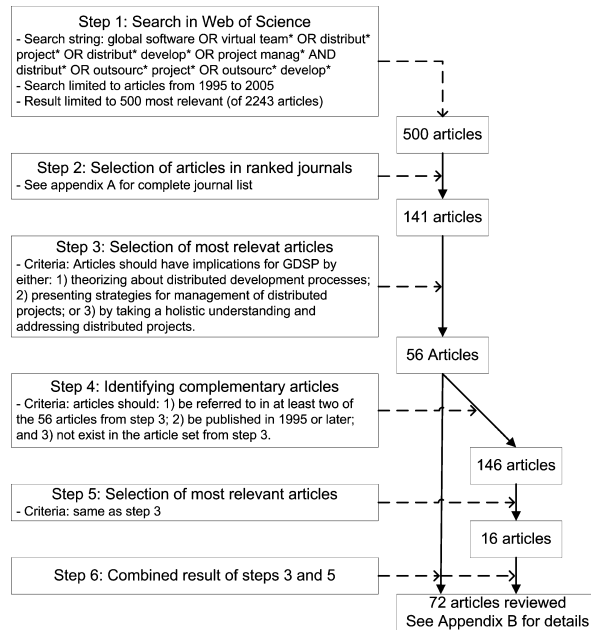 Step 1: Search in Web of Science
- Search string: global software OR virtual team* OR distribut*
project* OR distribut* develop* OR project manag* AND
distribut* OR outsourc* project* OR outsourc* develop*
- Search limited to articles from 1995 to 2005
- Result limited to 500 most relevant (of 2243 articles)
500 articles
Step 2: Selection of articles in ranked journals
- See appendix A for complete journal list
141 articles
Step 3: Selection of most relevat articles
- Criteria: Articles should have implications for GDSP by
either: 1) theorizing about distributed development processes;
2) presenting strategies for management of distributed
projects; or 3) by taking a holistic understanding and
addressing distributed projects.
56 Articles
Step 4: Identifying complementary articles
- Criteria: articles should: 1) be referred to in at least two of
the 56 articles from step 3; 2) be published in 1995 or later;
and 3) not exist in the article set from step 3.
146 articles
Step 5: Selection of most relevant articles
- Criteria: same as step 3
16 articles
Step 6: Combined result of steps 3 and 5
72 articles reviewed
See Appendix B for details